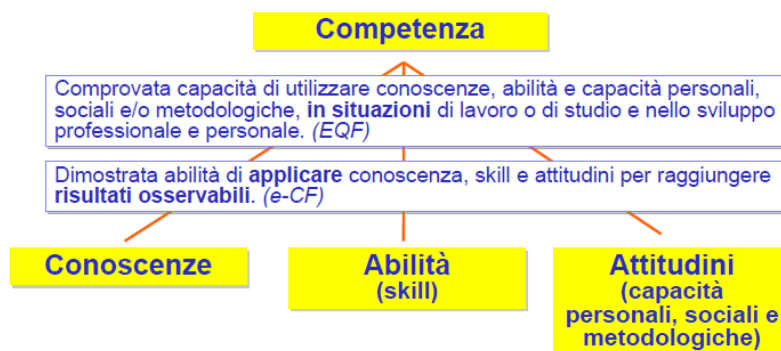 Competenza
Comprovata capacità di utilizzare conoscenze, abilità e capacità personali,
sociali e/o metodologiche, in situazioni di lavoro o di studio e nello sviluppo
professionale e personale. (EQF)
Dimostrata abilità di applicare conoscenza, skill e attitudini per raggiungere
risultati osservabili. (e-CF)
Conoscenze
Abilità
(skill)
Attitudini
(capacità
personali, sociali e
metodologiche)